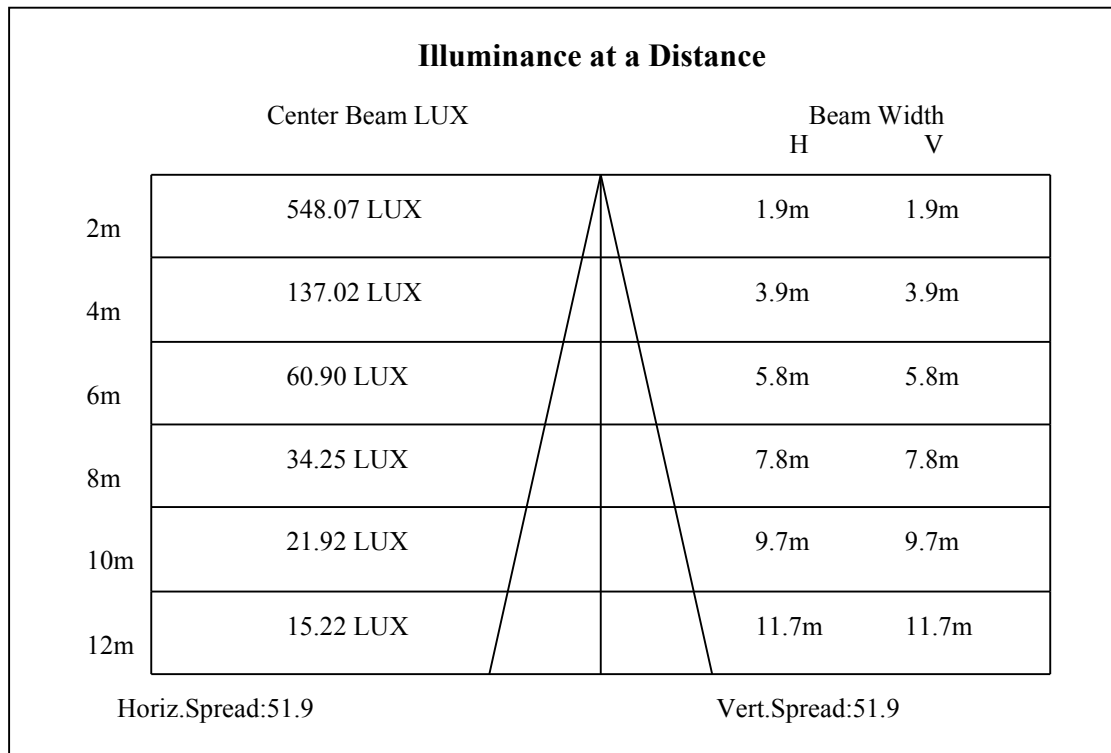 Illuminance at a Distance
Center Beam LUX Beam Width
H V
2m 548.07 LUX 1.9m 1.9m
4m 137.02 LUX 3.9m 3.9m
6m 60.90 LUX 5.8m 5.8m
8m 34.25 LUX 7.8m 7.8m
10m 21.92 LUX 9.7m 9.7m
12m 15.22 LUX 11.7m 11.7m
Horiz.Spread:51.9 Vert.Spread:51.9